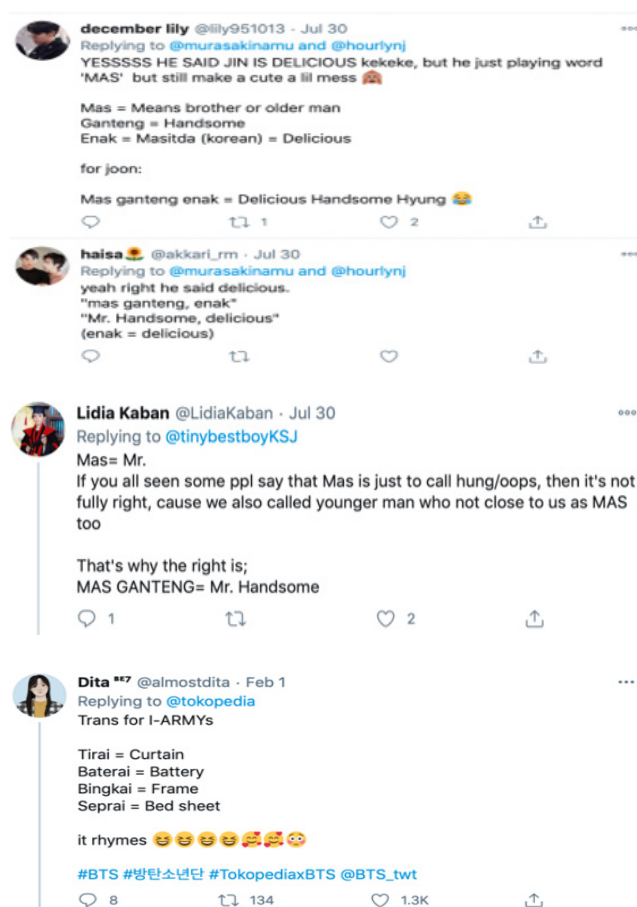 december lily @lily951013 · Jul 30
Replying to @murasakinamu and @hourlynj
YESSSSS HE SAID JIN IS DELICIOUS kekeke, but he just playing word
'MAS' but still make a cute a lil mess 🙈
Mas = Means brother or older man
Ganteng = Handsome
Enak = Masitda (korean) = Delicious
for joon:
Mas ganteng enak = Delicious Handsome Hyung 😂
1 2
haisa🌻 @akkari_rm · Jul 30
Replying to @murasakinamu and @hourlynj
yeah right he said delicious.
"mas ganteng, enak"
"Mr. Handsome, delicious"
(enak = delicious)
Lidia Kaban @LidiaKaban · Jul 30
Replying to @tinybestboyKSJ
Mas= Mr.
If you all seen some ppl say that Mas is just to call hung/oops, then it's not
fully right, cause we also called younger man who not close to us as MAS
too
That's why the right is;
MAS GANTENG= Mr. Handsome
1 2
Dita ᴮᴱ⁷ @almostdita · Feb 1
Replying to @tokopedia
Trans for I-ARMYs
Tirai = Curtain
Baterai = Battery
Bingkai = Frame
Seprai = Bed sheet
it rhymes 😆😆😆😆🥰🥰😳
#BTS #방탄소년단 #TokopediaxBTS @BTS_twt
8 134 1.3K